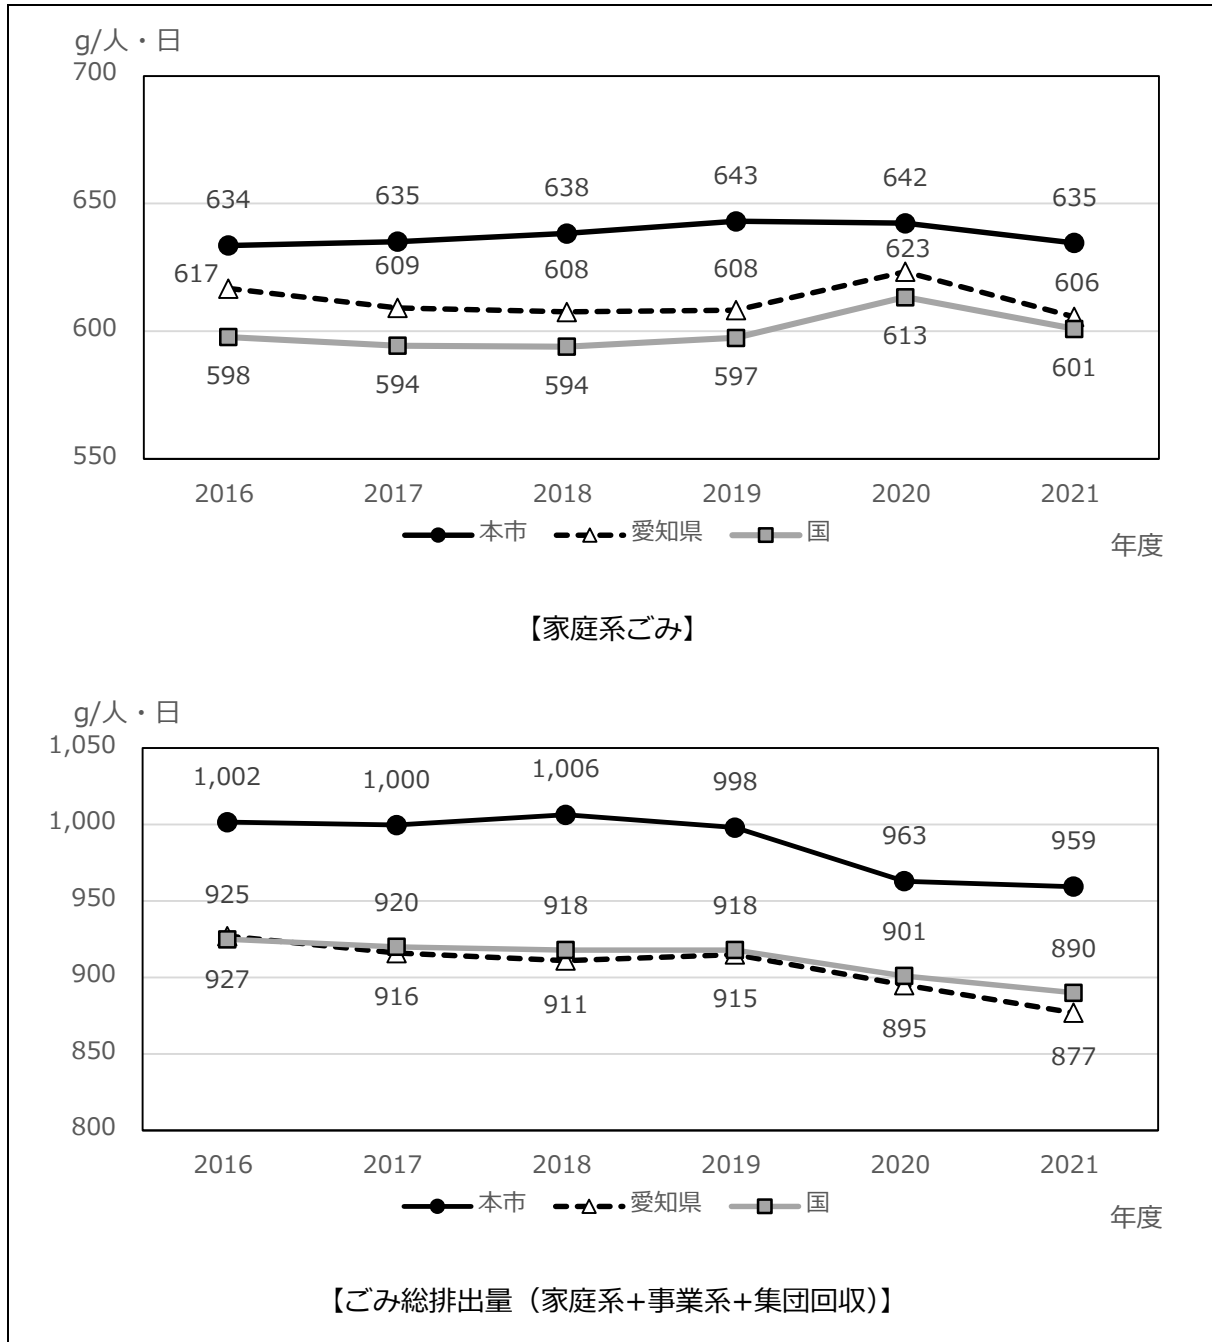 g/人・日
700
634 635 638 643 642 635
650
617 609 608 608 623 606
600
598 594 594 597 613 601
550
2016 2017 2018 2019 2020 2021
本市 愛知県 国
年度
【家庭系ごみ】
g/人・日
1,050
1,002 1,000 1,006 998 963 959
1,000
950
925 920 918 918 901 890
900
927 916 911 915 895 877
850
800
2016 2017 2018 2019 2020 2021
本市 愛知県 国
年度
【ごみ総排出量（家庭系+事業系+集団回収）】